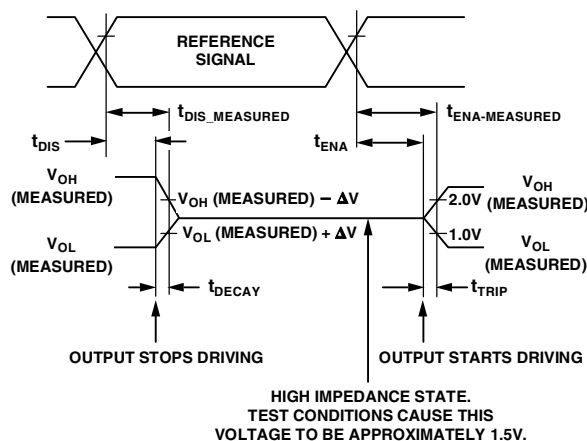 REFERENCE
SIGNAL
tDIS_MEASURED
tENA-MEASURED
tDIS
tENA
VOH
(MEASURED)
VOH (MEASURED) – ΔV
2.0V
VOH
(MEASURED)
VOL
(MEASURED)
VOL (MEASURED) + ΔV
1.0V
VOL
(MEASURED)
tDECAY
tTRIP
OUTPUT STOPS DRIVING
OUTPUT STARTS DRIVING
HIGH IMPEDANCE STATE.
TEST CONDITIONS CAUSE THIS
VOLTAGE TO BE APPROXIMATELY 1.5V.